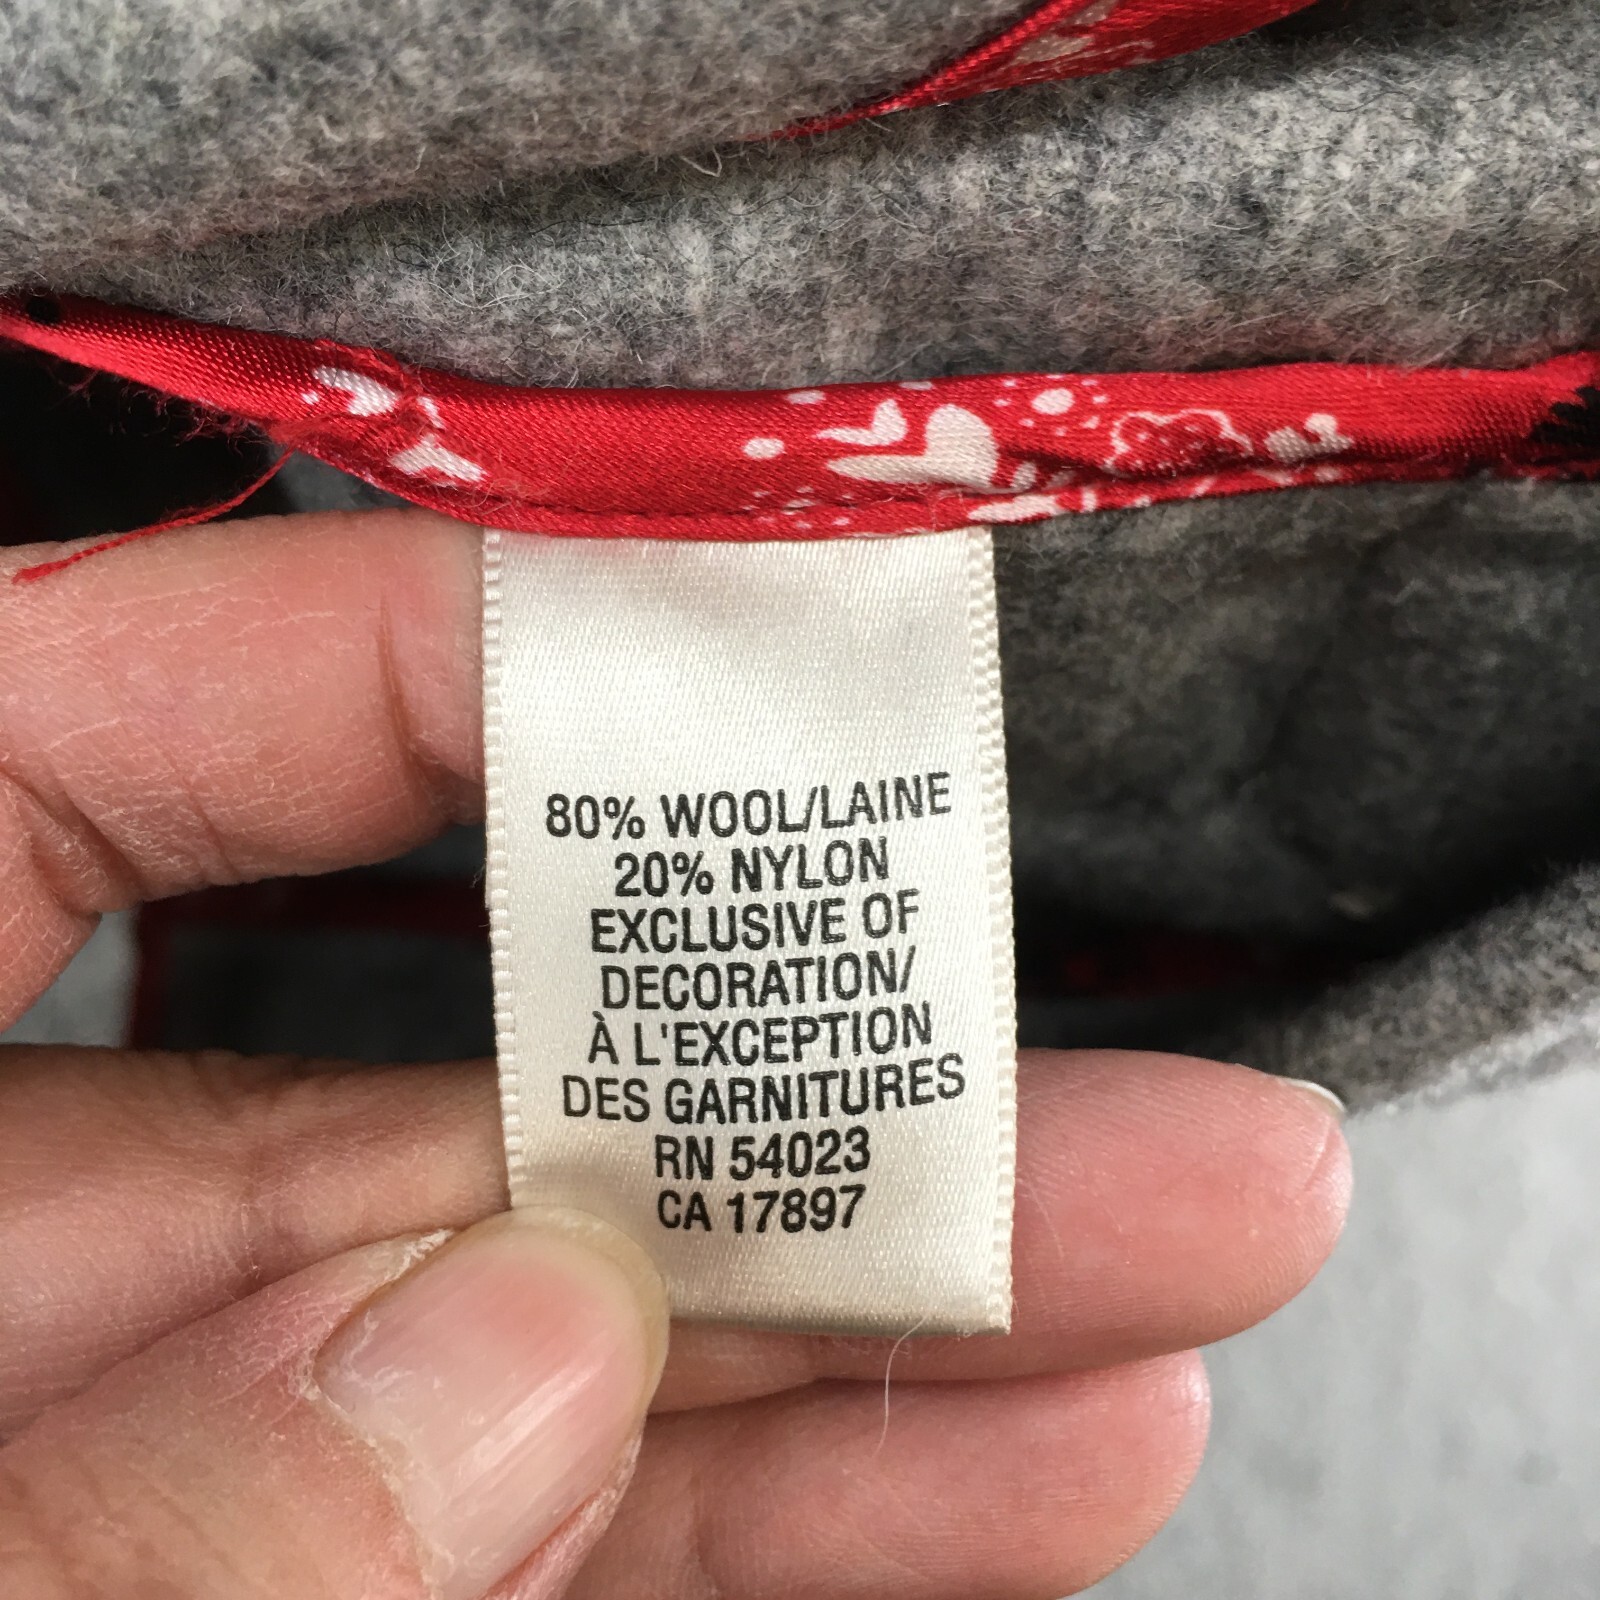 80% WOOL/LAINE
20% NYLON
EXCLUSIVE OF
DECORATION/
À L'EXCEPTION
DES GARNITURES
RN 54023
CA 17897